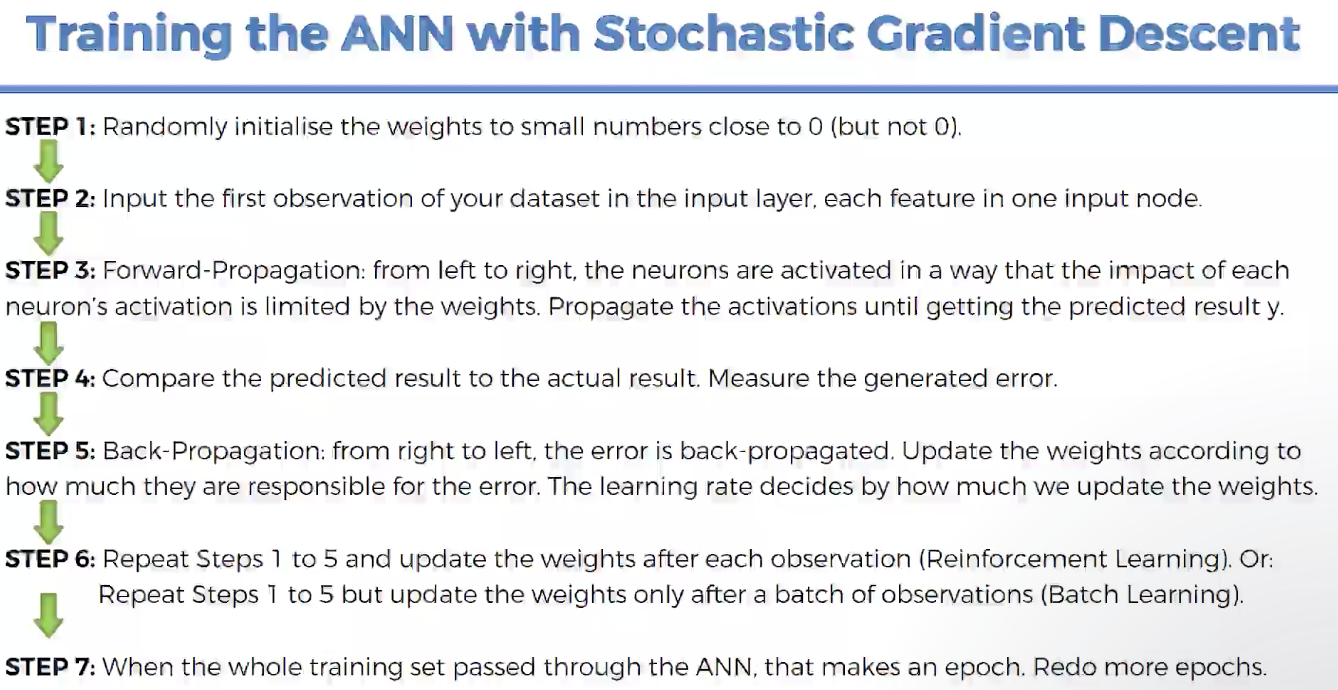 Training the ANN with Stochastic Gradient Descent
STEP 1: Randomly initialise the weights to small numbers close to 0 (but not 0).
STEP 2: Input the first observation of your dataset in the input layer, each feature in one input node.
STEP 3: Forward-Propagation: from left to right, the neurons are activated in a way that the impact of each
neuron's activation is limited by the weights. Propagate the activations until getting the predicted result y.
STEP 4: Compare the predicted result to the actual result. Measure the generated error.
STEP 5: Back-Propagation: from right to left, the error is back-propagated. Update the weights according to
how much they are responsible for the error. The learning rate decides by how much we update the weights.
STEP 6: Repeat Steps 1 to 5 and update the weights after each observation (Reinforcement Learning). Or:
Repeat Steps 1 to 5 but update the weights only after a batch of observations (Batch Learning).
STEP 7: When the whole training set passed through the ANN, that makes an epoch. Redo more epochs.